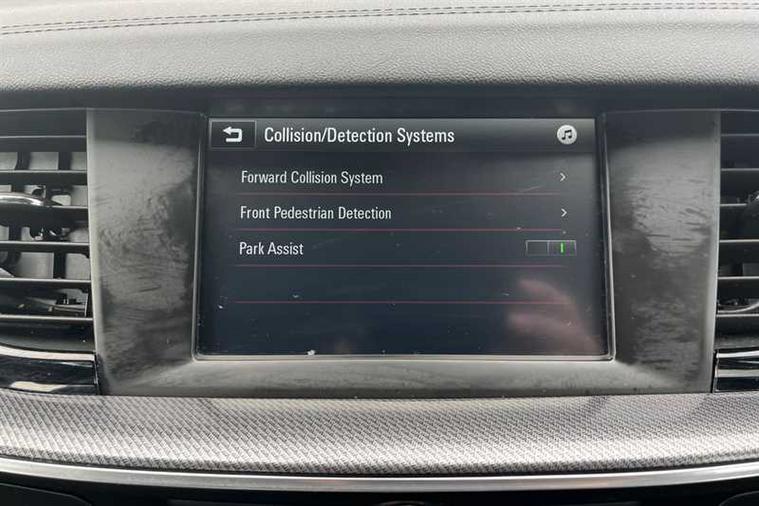 Collision/Detection Systems
Forward Collision System
Front Pedestrian Detection
Park Assist